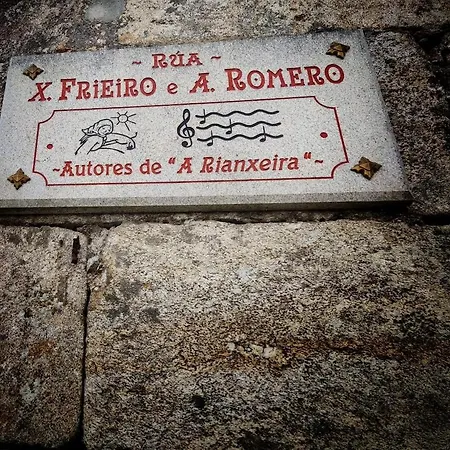 ~ RÚA ~
X. FRiEiRO e A. ROMERO
~Autores de "A Rianxeira"~